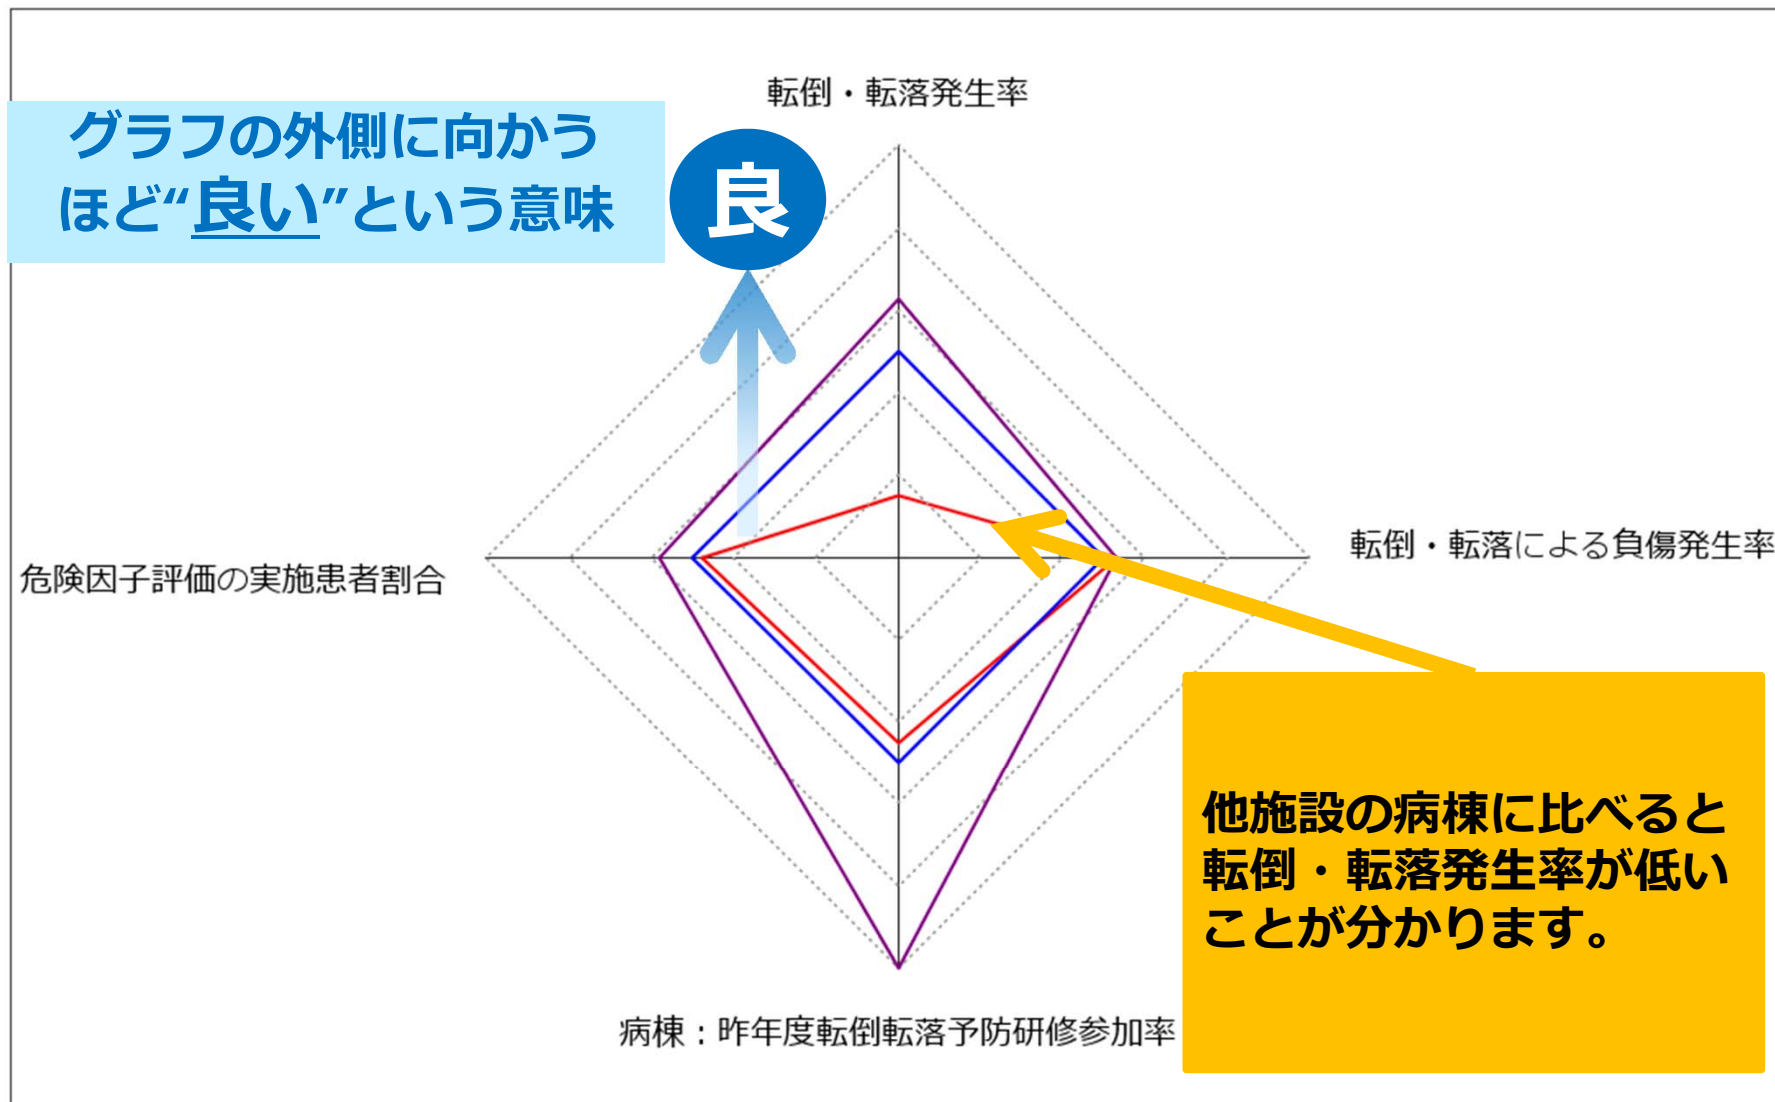 転倒・転落発生率
グラフの外側に向かう
ほど“良い”という意味
良
転倒・転落による負傷発生率
危険因子評価の実施患者割合
他施設の病棟に比べると
転倒・転落発生率が低い
ことが分かります。
病棟：昨年度転倒転落予防研修参加率